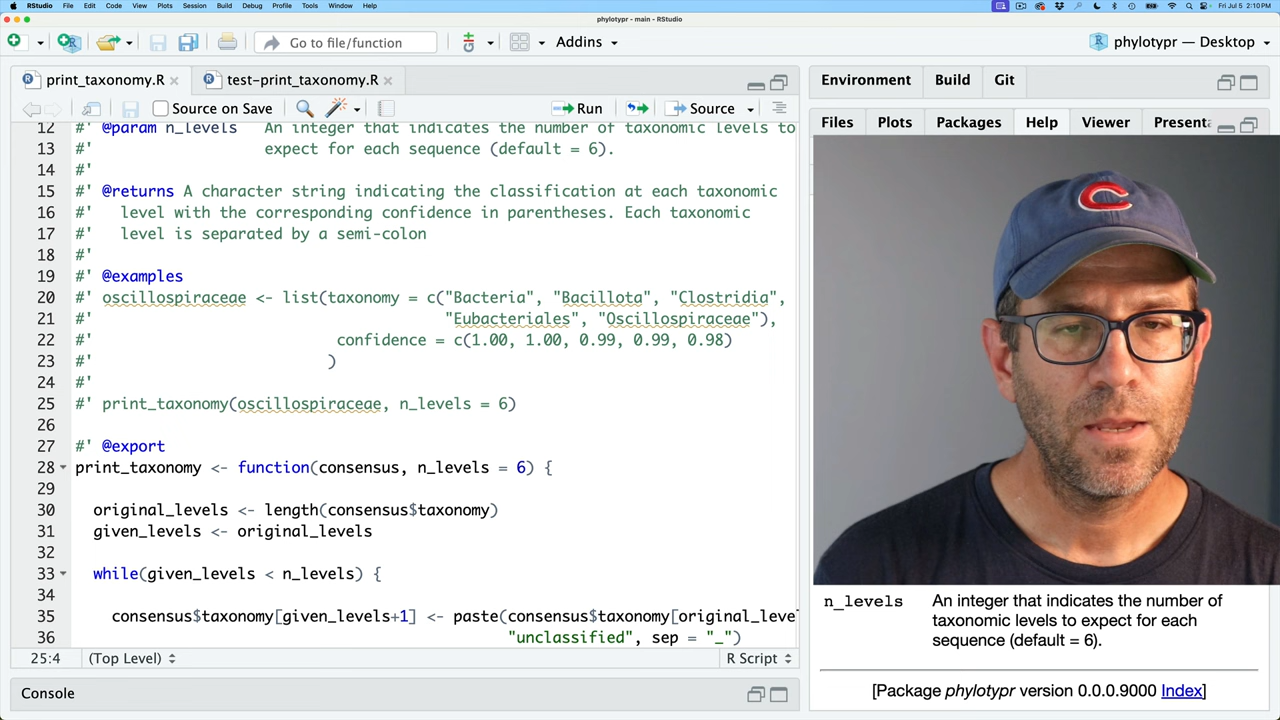 RStudio File Edit Code View Plots Session Build Debug Profile Tools Window Help
Fri Jul 5 2:10 PM
phylotypr - main - RStudio
Go to file/function
Addins
phylotypr — Desktop
print_taxonomy.R
test-print_taxonomy.R
Source on Save
Run
Source
12 #' @param n_levels An integer that indicates the number of taxonomic levels to
13 #' expect for each sequence (default = 6).
14 #'
15 #' @returns A character string indicating the classification at each taxonomic
16 #' level with the corresponding confidence in parentheses. Each taxonomic
17 #' level is separated by a semi-colon
18 #'
19 #' @examples
20 #' oscillospiraceae <- list(taxonomy = c("Bacteria", "Bacillota", "Clostridia",
21 #' "Eubacteriales", "Oscillospiraceae"),
22 #' confidence = c(1.00, 1.00, 0.99, 0.99, 0.98)
23 #' )
24 #'
25 #' print_taxonomy(oscillospiraceae, n_levels = 6)
26
27 #' @export
28 print_taxonomy <- function(consensus, n_levels = 6) {
29
30 original_levels <- length(consensus$taxonomy)
31 given_levels <- original_levels
32
33 while(given_levels < n_levels) {
34
35 consensus$taxonomy[given_levels+1] <- paste(consensus$taxonomy[original_leve
36 "unclassified", sep = "_")
25:4 (Top Level) R Script
Console
Environment Build Git
Files Plots Packages Help Viewer Presenta
C
n_levels An integer that indicates the number of
taxonomic levels to expect for each
sequence (default = 6).
[Package phylotypr version 0.0.0.9000 Index]